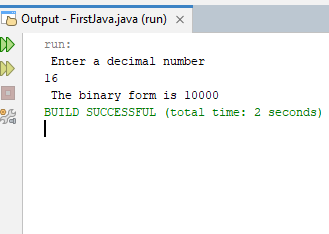 Output - FirstJava.java (run)
run:
Enter a decimal number
16
The binary form is 10000
BUILD SUCCESSFUL (total time: 2 seconds)